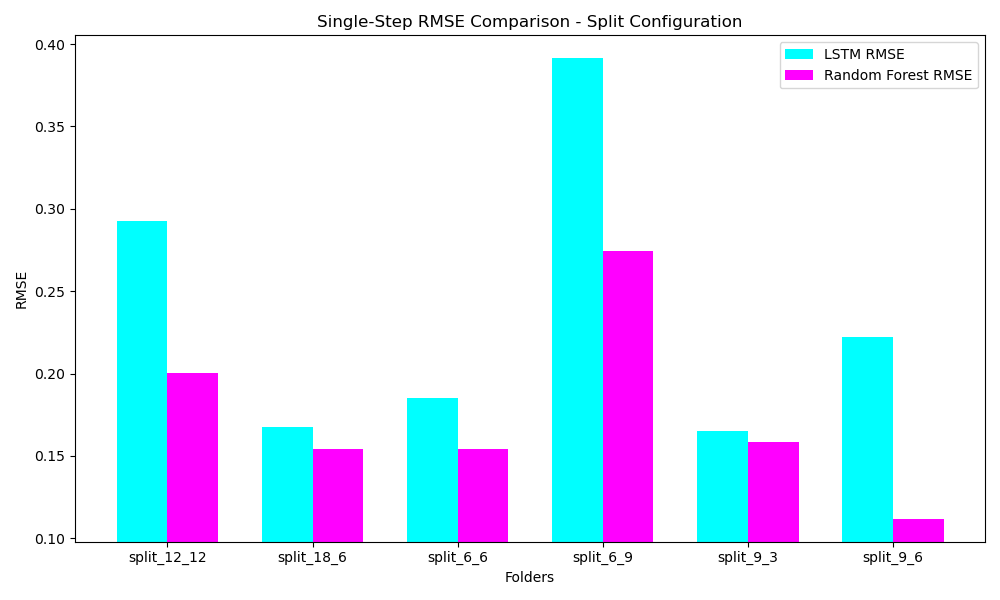 Single-Step RMSE Comparison - Split Configuration
LSTM RMSE
Random Forest RMSE
RMSE
0.40
0.35
0.30
0.25
0.20
0.15
0.10
split_12_12
split_18_6
split_6_6
split_6_9
split_9_3
split_9_6
Folders